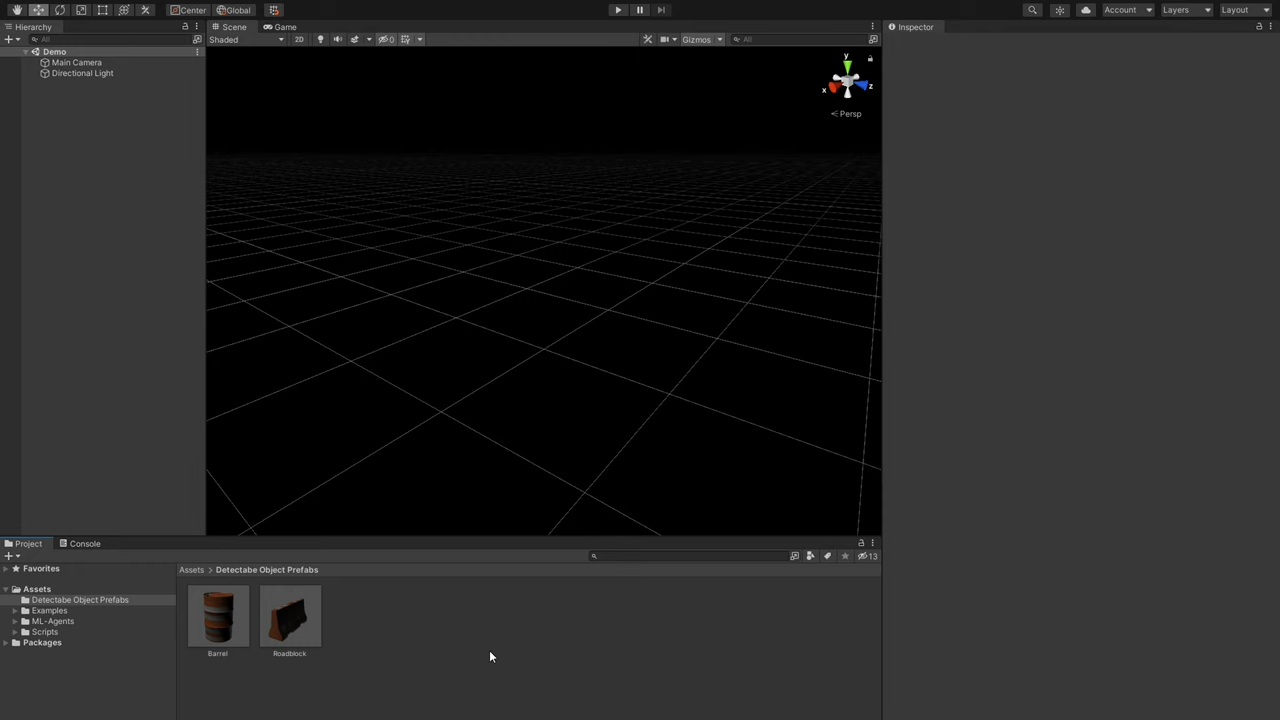 Center
Global
Account
Layers
Layout
Hierarchy
All
Demo
Main Camera
Directional Light
Scene
Game
Shaded
2D
0
Gizmos
All
y
x
z
Persp
Inspector
Project
Console
13
Favorites
Assets
Detectabe Object Prefabs
Examples
ML-Agents
Scripts
Packages
Assets > Detectabe Object Prefabs
Barrel
Roadblock